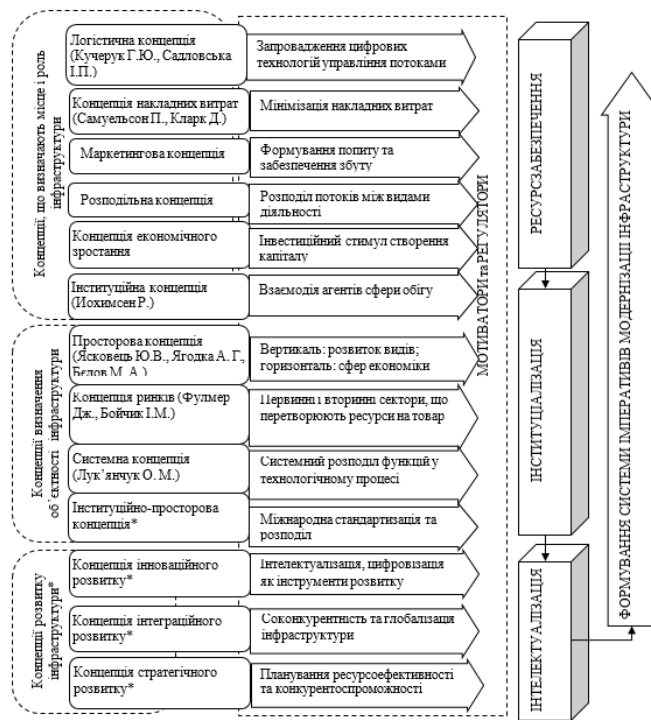 Концепції, що визначають місце і роль
інфраструктури
Логістична концепція
(Кучерук Г.Ю., Садловська
І.П.)
Запровадження цифрових
технологій управління потоками
Концепція накладних витрат
(Самуельсон П., Кларк Д.)
Мінімізація накладних витрат
Маркетингова концепція
Формування попиту та
забезпечення збуту
Розподільна концепція
Розподіл потоків між видами
діяльності
Концепція економічного
зростання
Інвестиційний стимул створення
капіталу
Інституційна концепція
(Иохимсен Р.)
Взаємодія агентів сфери обігу
Концепції визначення
об᾽єктності інфраструктури
Просторова концепція
(Ясковець Ю.В., Ягодка А. Г.,
Бєлов М. А.)
Вертикаль: розвиток видів;
горизонталь: сфер економіки
Концепція ринків (Фулмер
Дж., Бойчик І.М.)
Первинні і вторинні сектори, що
перетворюють ресурси на товар
Системна концепція
(Лук’янчук О. М.)
Системний розподіл функцій у
технологічному процесі
Інституційно-просторова
концепція*
Міжнародна стандартизація та
розподіл
Концепції розвитку
інфраструктури*
Концепція інноваційного
розвитку*
Інтелектуалізація, цифровізація
як інструменти розвитку
Концепція інтеграційного
розвитку*
Соконкурентність та глобалізація
інфраструктури
Концепція стратегічного
розвитку*
Планування ресурсоефективності
та конкурентоспроможності
МОТИВАТОРИ та РЕГУЛЯТОРИ
РЕСУРСЗАБЕЗПЕЧЕННЯ
ІНСТИТУЦІАЛІЗАЦІЯ
ІНТЕЛЕКТУАЛІЗАЦІЯ
ФОРМУВАННЯ СИСТЕМИ ІМПЕРАТИВІВ МОДЕРНІЗАЦІЇ ІНФРАСТРУКТУРИ